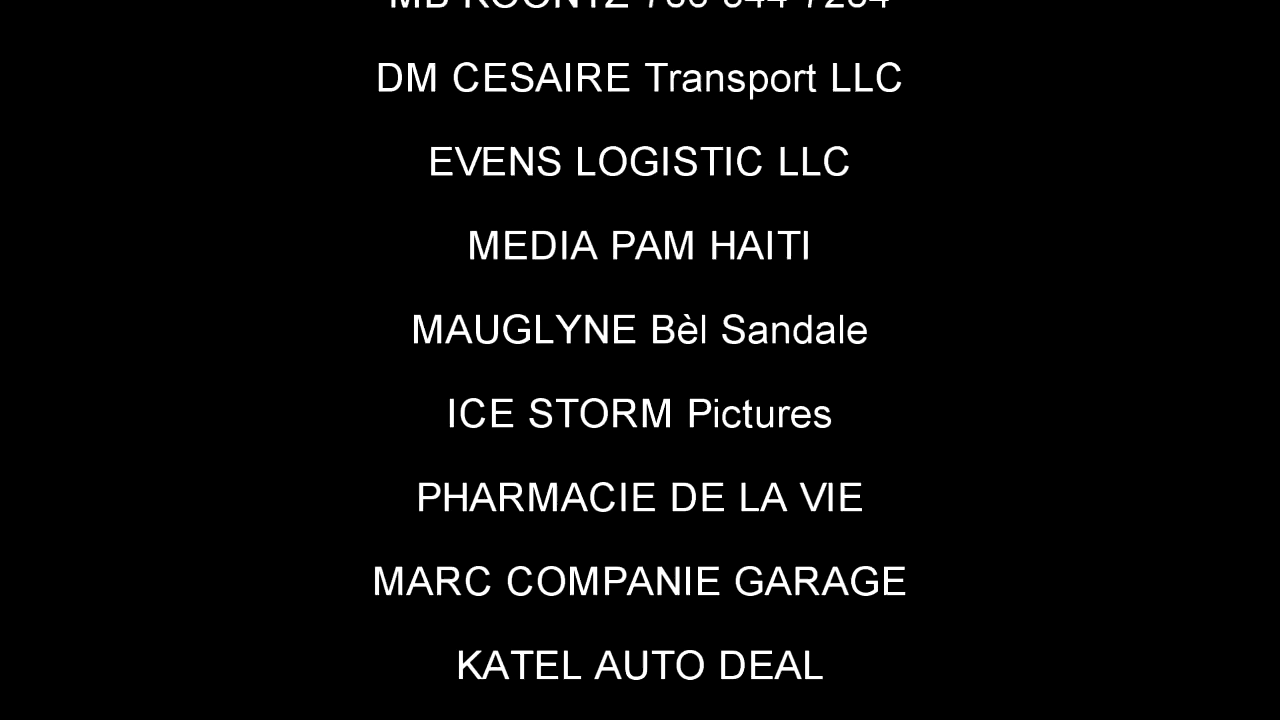 DM CESAIRE Transport LLC
EVENS LOGISTIC LLC
MEDIA PAM HAITI
MAUGLYNE Bèl Sandale
ICE STORM Pictures
PHARMACIE DE LA VIE
MARC COMPANIE GARAGE
KATEL AUTO DEAL